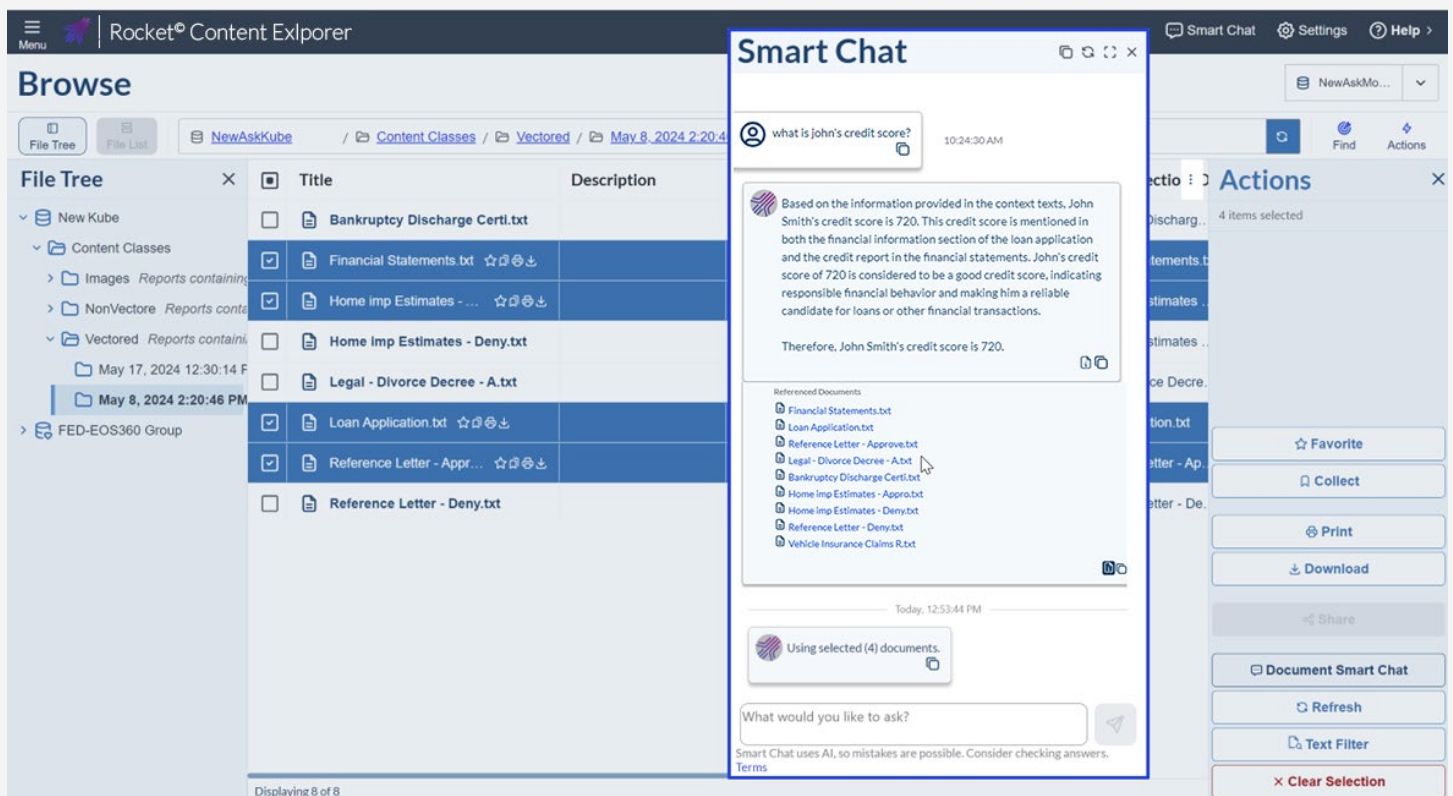 Menu
Rocket© Content Exlporer
Smart Chat
Settings
Help >
Browse
NewAskMo...
File Tree
File List
NewAskKube / Content Classes / Vectored / May 8, 2024 2:20:4
Find
Actions
File Tree
New Kube
Content Classes
Images Reports containing
NonVectore Reports conta
Vectored Reports containi
May 17, 2024 12:30:14 P
May 8, 2024 2:20:46 PM
FED-EOS360 Group
Title
Description
ectio
Bankruptcy Discharge Certi.txt
Discharg..
Financial Statements.txt
tements.t
Home imp Estimates - ...
stimates ..
Home imp Estimates - Deny.txt
stimates ..
Legal - Divorce Decree - A.txt
ce Decre.
Loan Application.txt
tion.txt
Reference Letter - Appr...
etter - Ap.
Reference Letter - Deny.txt
etter - De.
Displaying 8 of 8
Smart Chat
what is john's credit score?
10:24:30 AM
Based on the information provided in the context texts, John
Smith's credit score is 720. This credit score is mentioned in
both the financial information section of the loan application
and the credit report in the financial statements. John's credit
score of 720 is considered to be a good credit score, indicating
responsible financial behavior and making him a reliable
candidate for loans or other financial transactions.
Therefore, John Smith's credit score is 720.
Referenced Documents
Financial Statements.txt
Loan Application.txt
Reference Letter - Approve.txt
Legal - Divorce Decree - A.txt
Bankruptcy Discharge Certi.txt
Home imp Estimates - Appro.txt
Home imp Estimates - Deny.txt
Reference Letter - Deny.txt
Vehicle Insurance Claims R.txt
Today, 12:53:44 PM
Using selected (4) documents.
What would you like to ask?
Smart Chat uses AI, so mistakes are possible. Consider checking answers.
Terms
Actions
4 items selected
Favorite
Collect
Print
Download
Share
Document Smart Chat
Refresh
Text Filter
Clear Selection